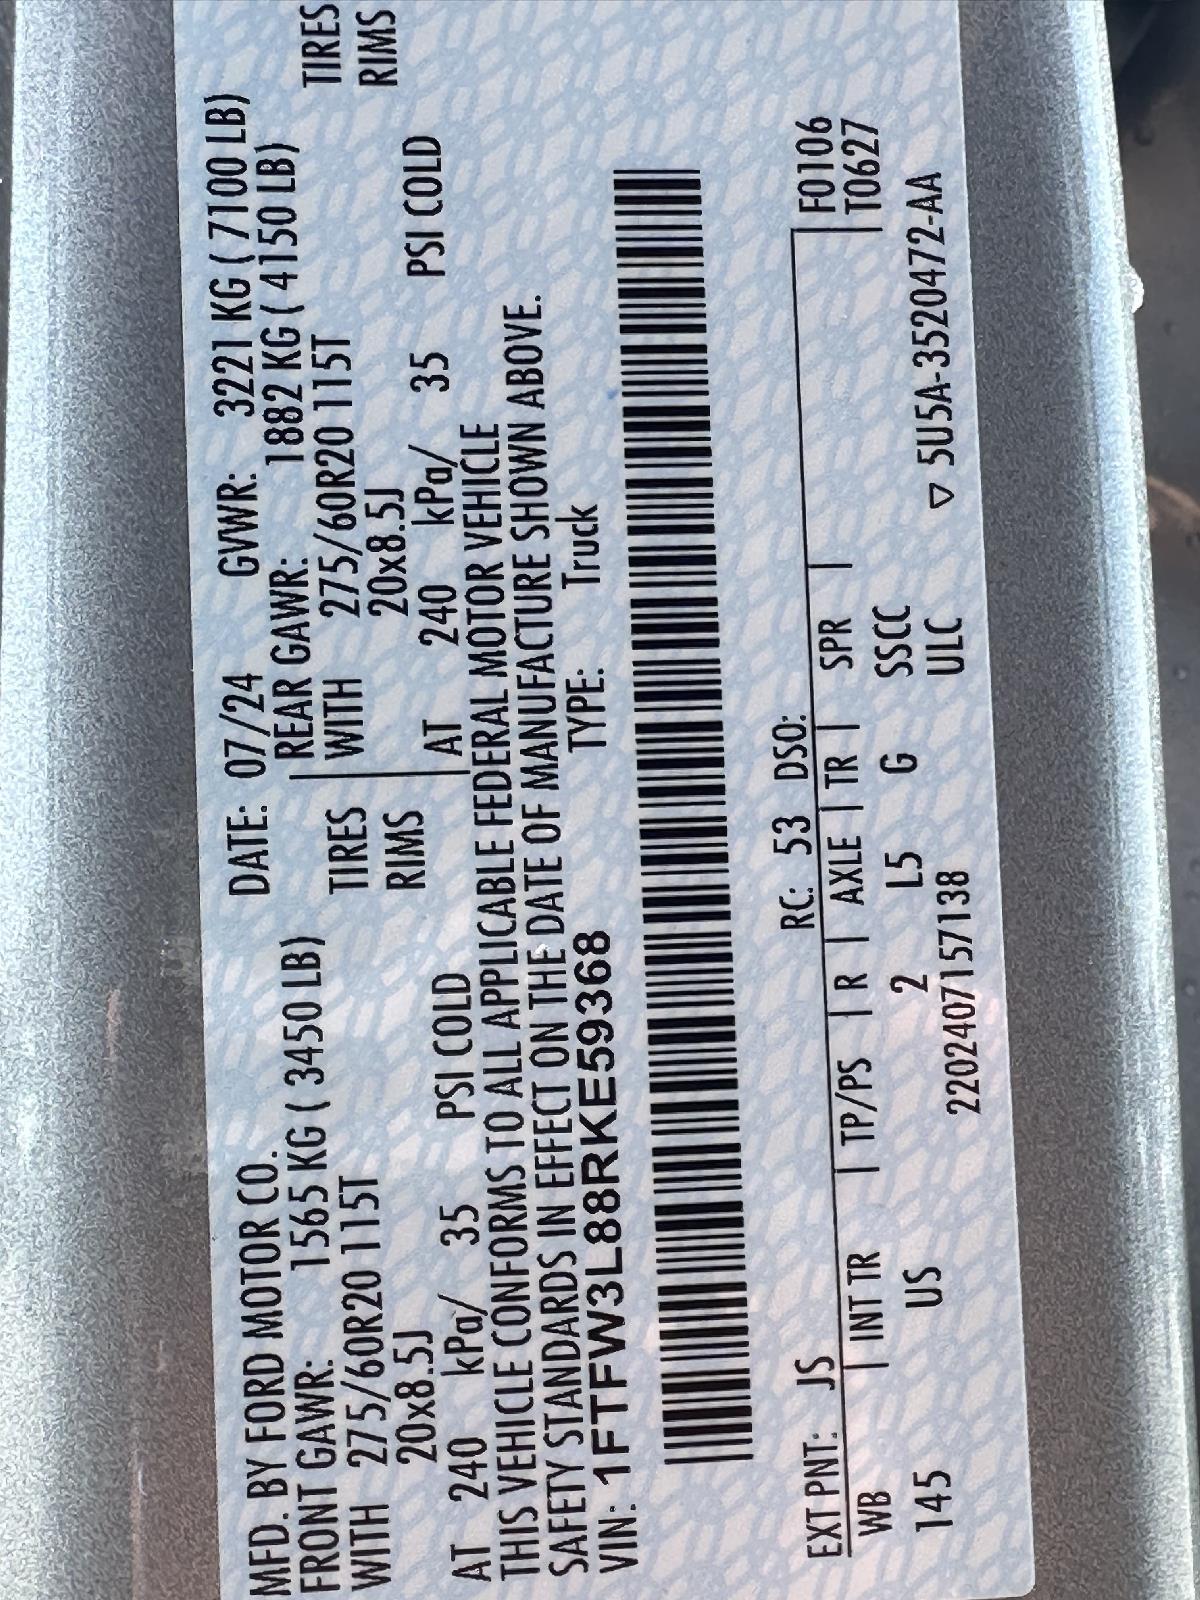 MFD. BY FORD MOTOR CO. DATE: 07/24 GVWR: 3221 KG ( 7100 LB)
FRONT GAWR: 1565 KG ( 3450 LB) REAR GAWR: 1882 KG ( 4150 LB)
WITH 275/60R20 115T TIRES WITH 275/60R20 115T TIRES
20x8.5J RIMS 20x8.5J RIMS
AT 240 kPa/ 35 PSI COLD AT 240 kPa/ 35 PSI COLD
THIS VEHICLE CONFORMS TO ALL APPLICABLE FEDERAL MOTOR VEHICLE
SAFETY STANDARDS IN EFFECT ON THE DATE OF MANUFACTURE SHOWN ABOVE.
VIN: 1FTFW3L88RKE59368 TYPE: Truck
EXT PNT: JS RC: 53 DSO: F0106
WB | INT TR | TP/PS | R | AXLE | TR | SPR | T0627
145 US 2 L5 G SSCC
220240715 7138 ULC ▽ 5U5A-3520472-AA